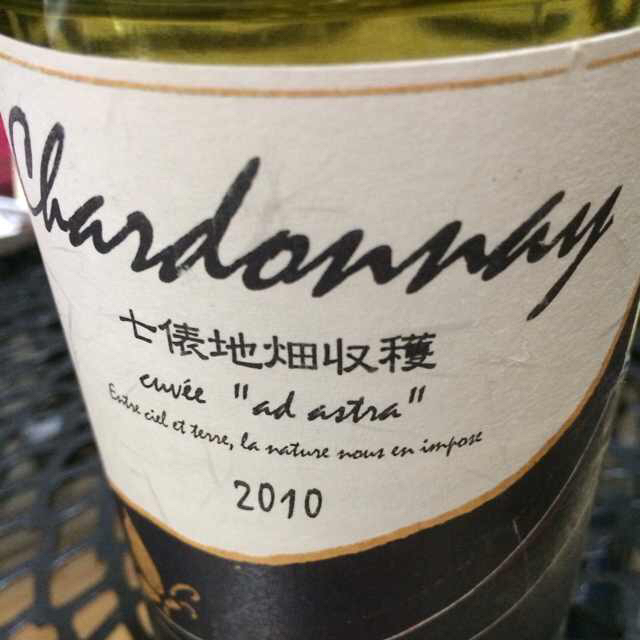 Chardonnay
七俵地畑収穫
cuvée "ad astra"
Entre ciel et terre, la nature nous en impose
2010